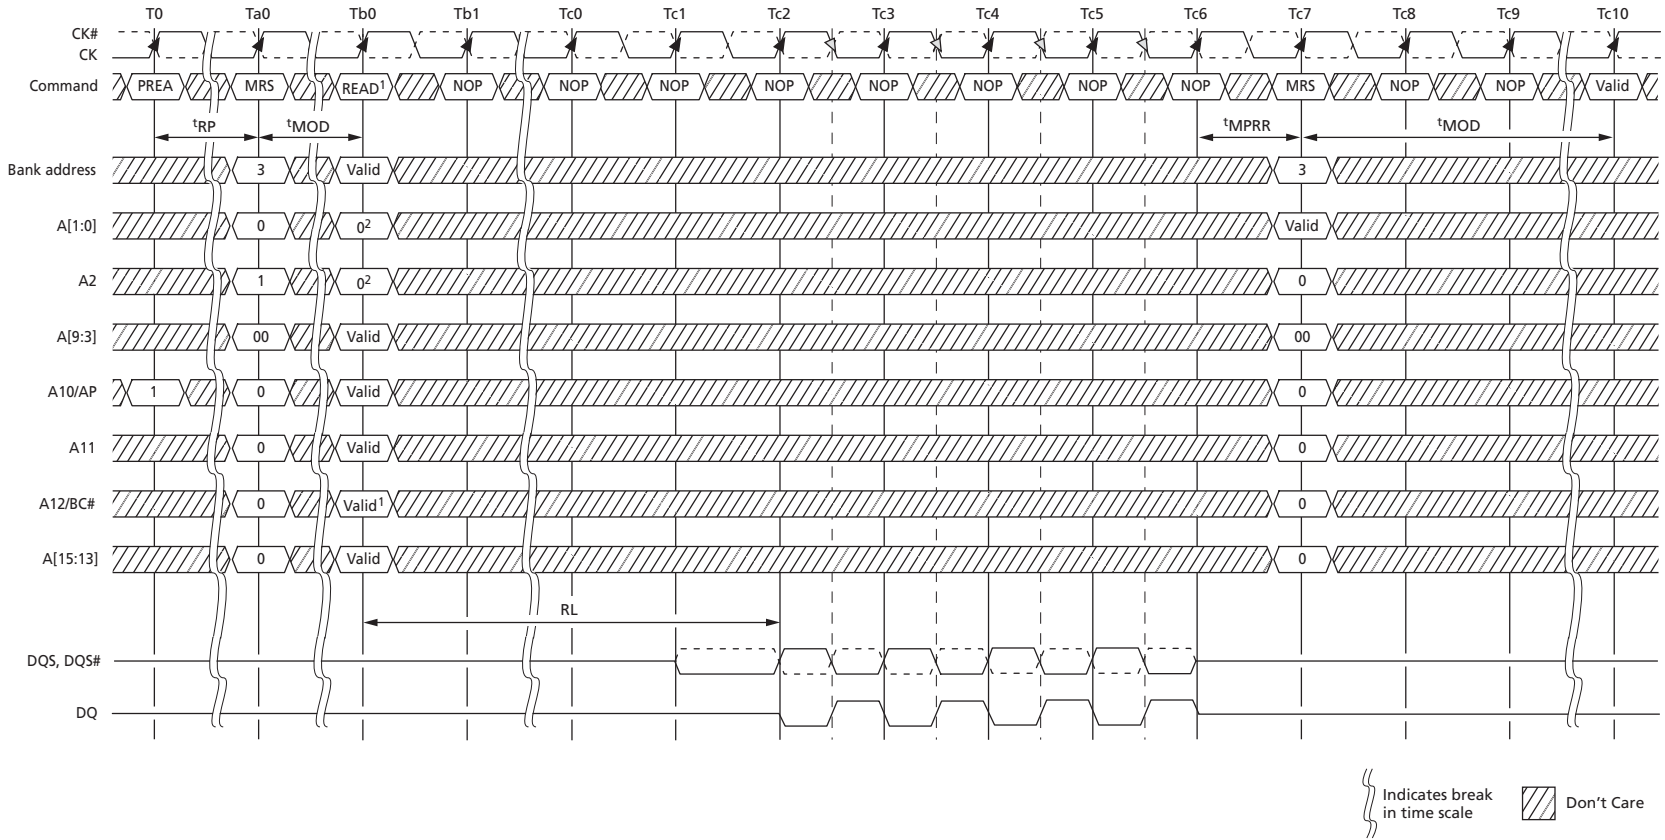 T0 Ta0 Tb0 Tb1 Tc0 Tc1 Tc2 Tc3 Tc4 Tc5 Tc6 Tc7 Tc8 Tc9 Tc10
CK#
CK
Command PREA MRS READ1 NOP NOP NOP NOP NOP NOP NOP NOP MRS NOP NOP Valid
tRP tMOD tMPRR tMOD
Bank address 3 Valid 3
A[1:0] 0 02 Valid
A2 1 02 0
A[9:3] 00 Valid 00
A10/AP 1 0 Valid 0
A11 0 Valid 0
A12/BC# 0 Valid1 0
A[15:13] 0 Valid 0
RL
DQS, DQS#
DQ
Indicates break
in time scale
Don't Care